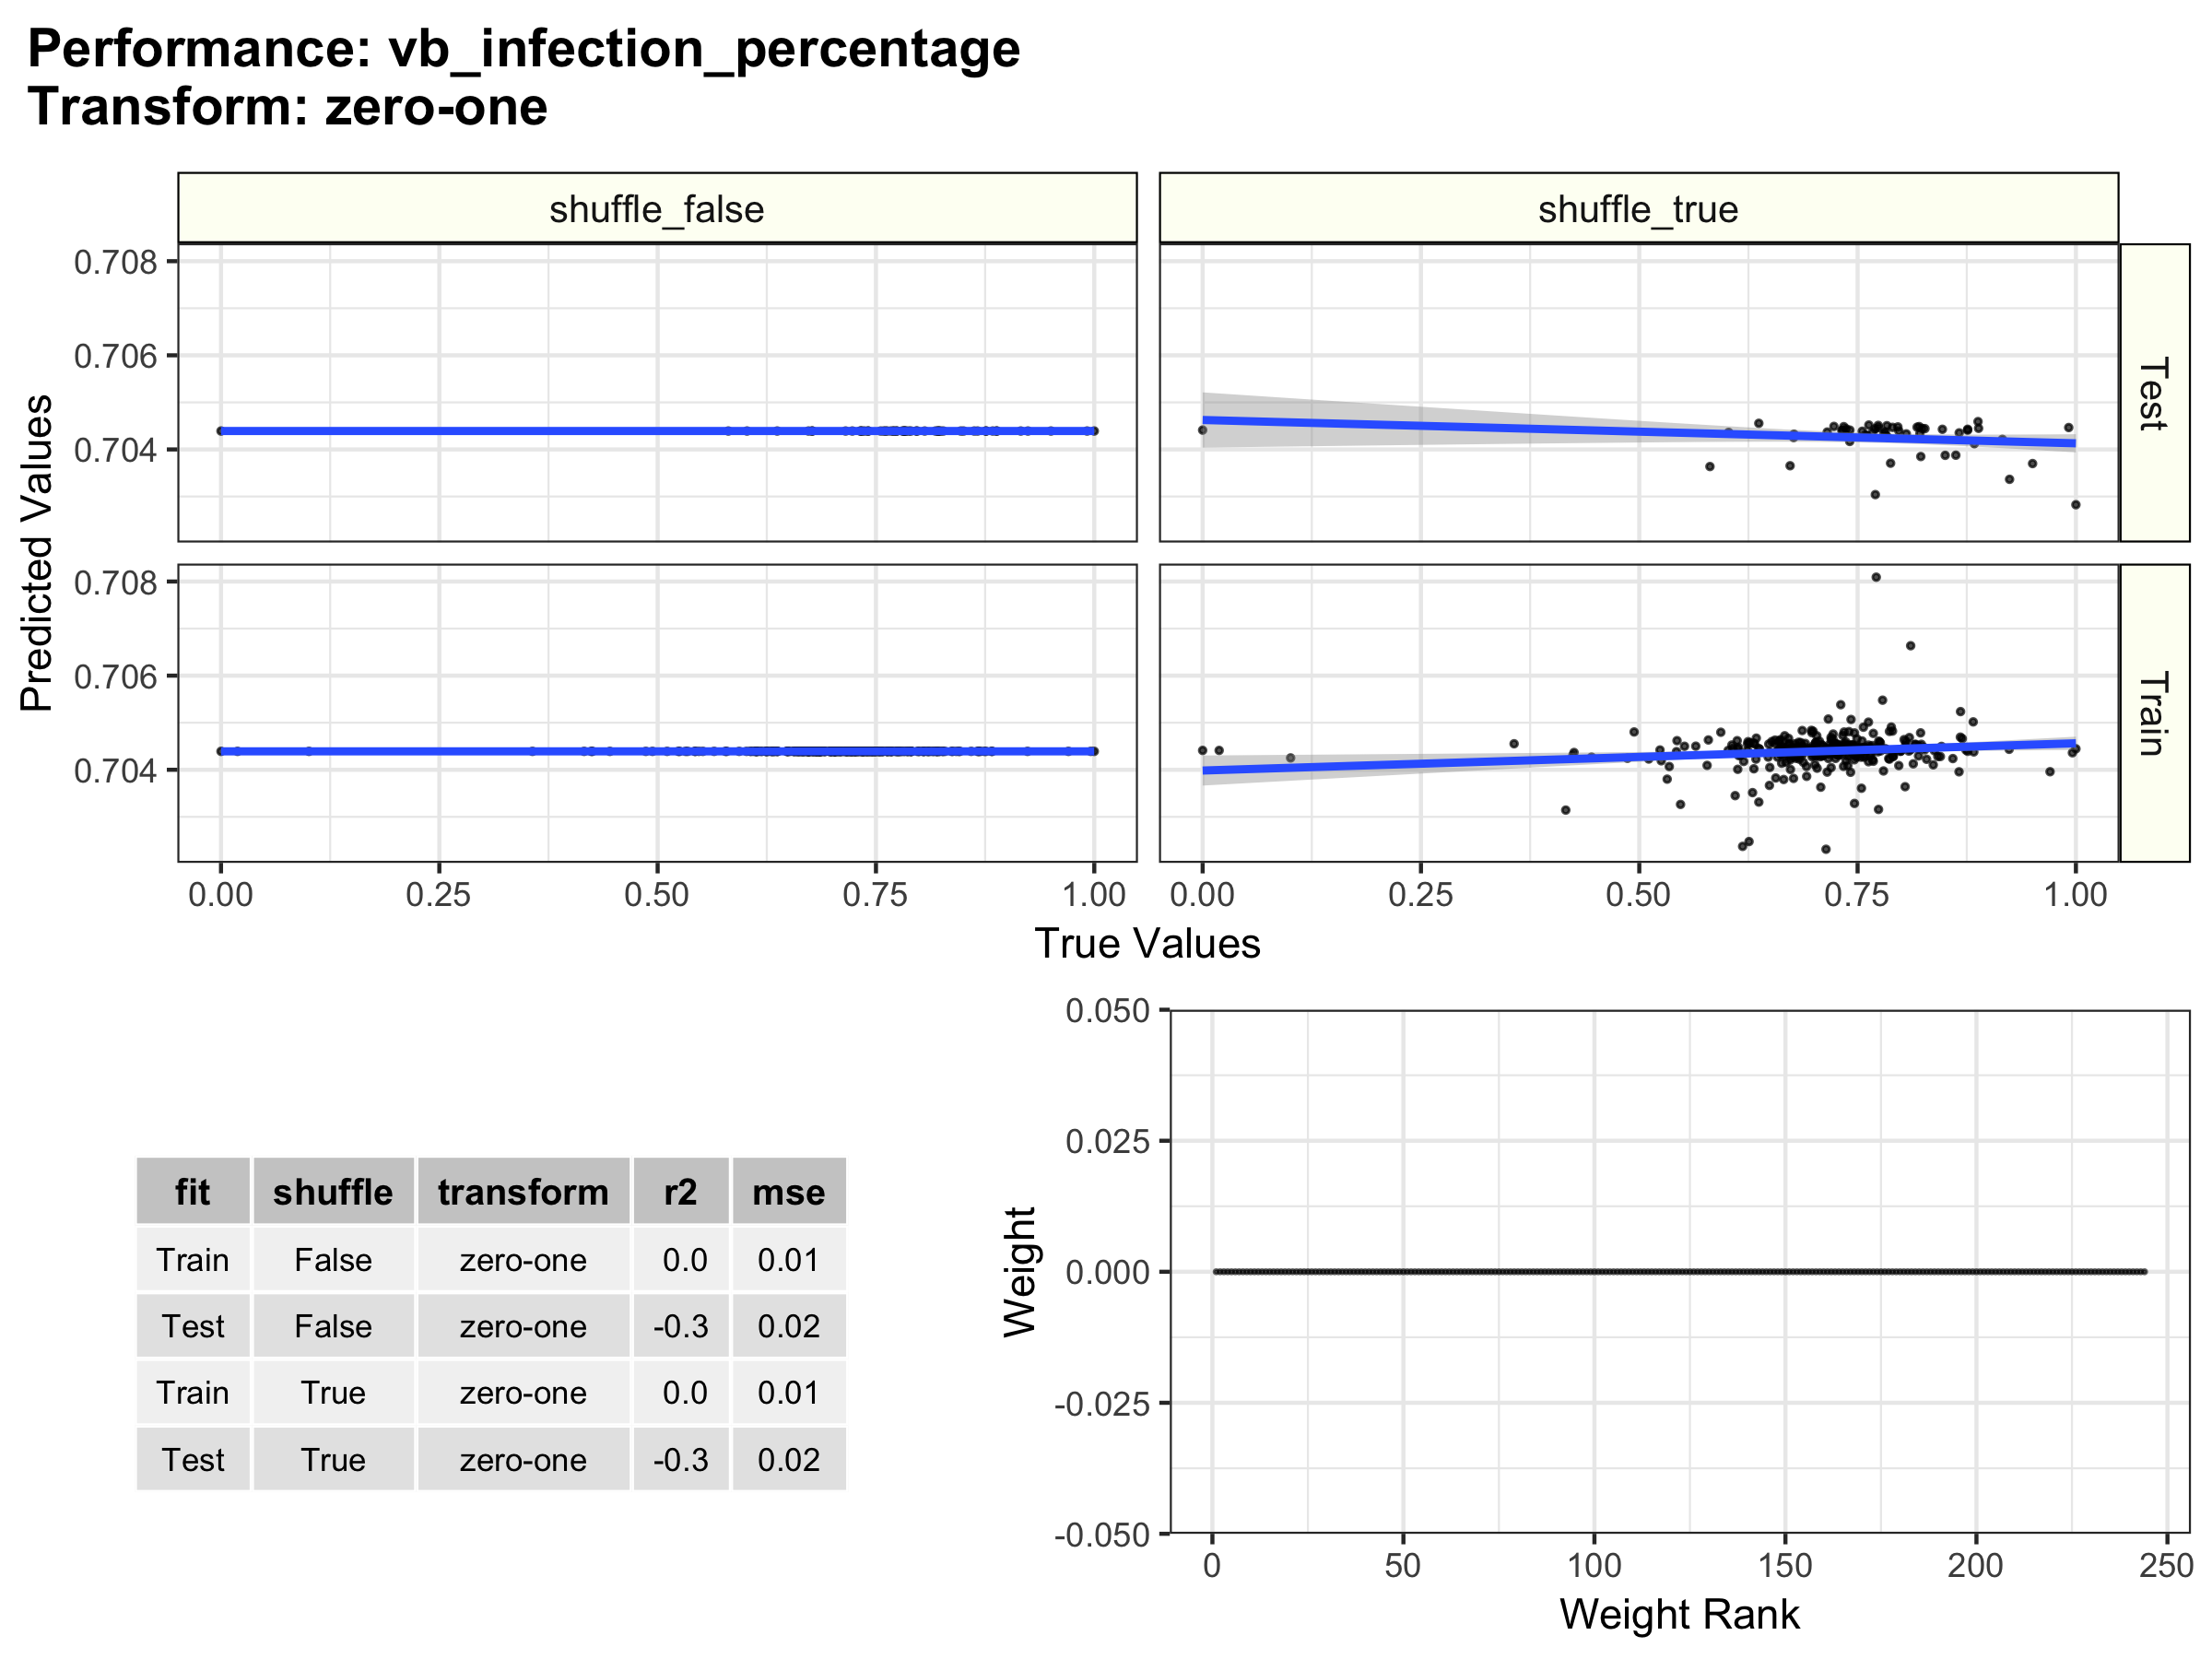 Performance: vb_infection_percentage
Transform: zero-one
shuffle_false
shuffle_true
0.708
0.706
0.704
Test
0.708
0.706
0.704
Train
Predicted Values
0.00 0.25 0.50 0.75 1.00
0.00 0.25 0.50 0.75 1.00
True Values
fit shuffle transform r2 mse
Train False zero-one 0.0 0.01
Test False zero-one -0.3 0.02
Train True zero-one 0.0 0.01
Test True zero-one -0.3 0.02
0.050
0.025
0.000
-0.025
-0.050
Weight
0 50 100 150 200 250
Weight Rank